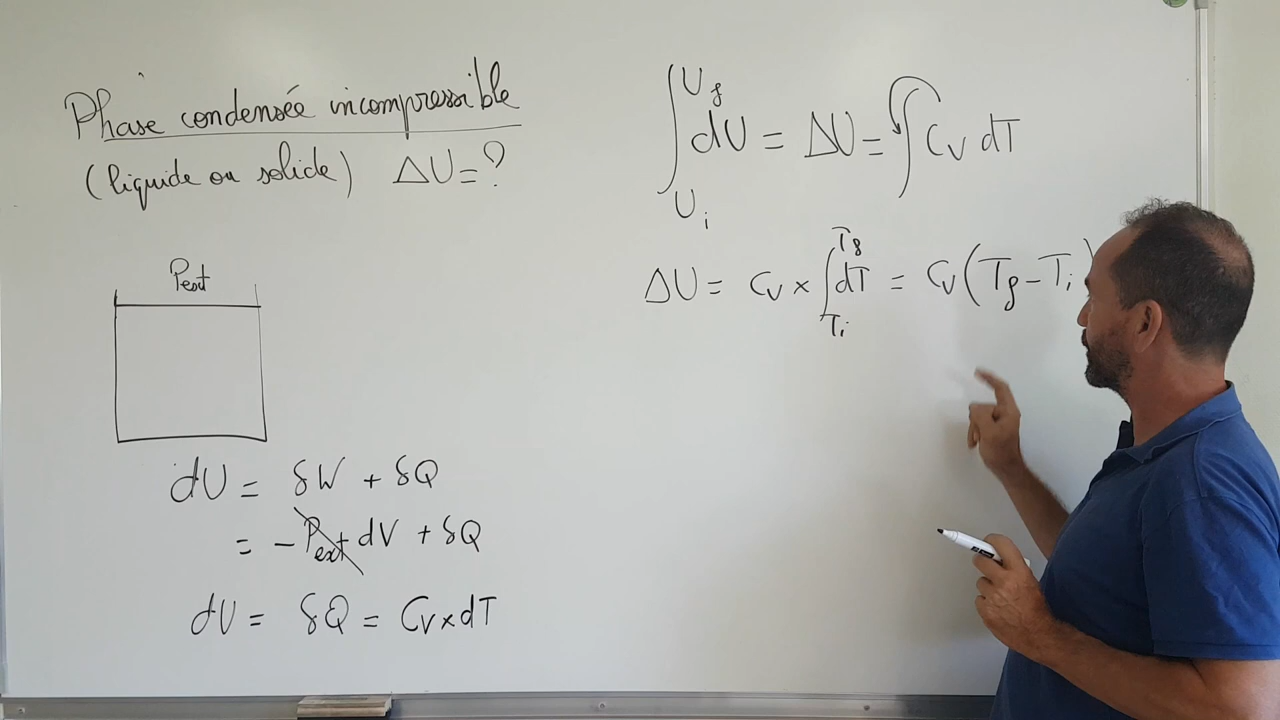 Phase condensée incompressible
(liquide ou solide) ΔU = ?
Pext
dU = δW + δQ
= - Pext dV + δQ
dU = δQ = Cv x dT
∫ Ui Uf dU = ΔU = ∫ Cv dT
ΔU = Cv × ∫ Ti Tf dT = Cv (Tf - Ti)